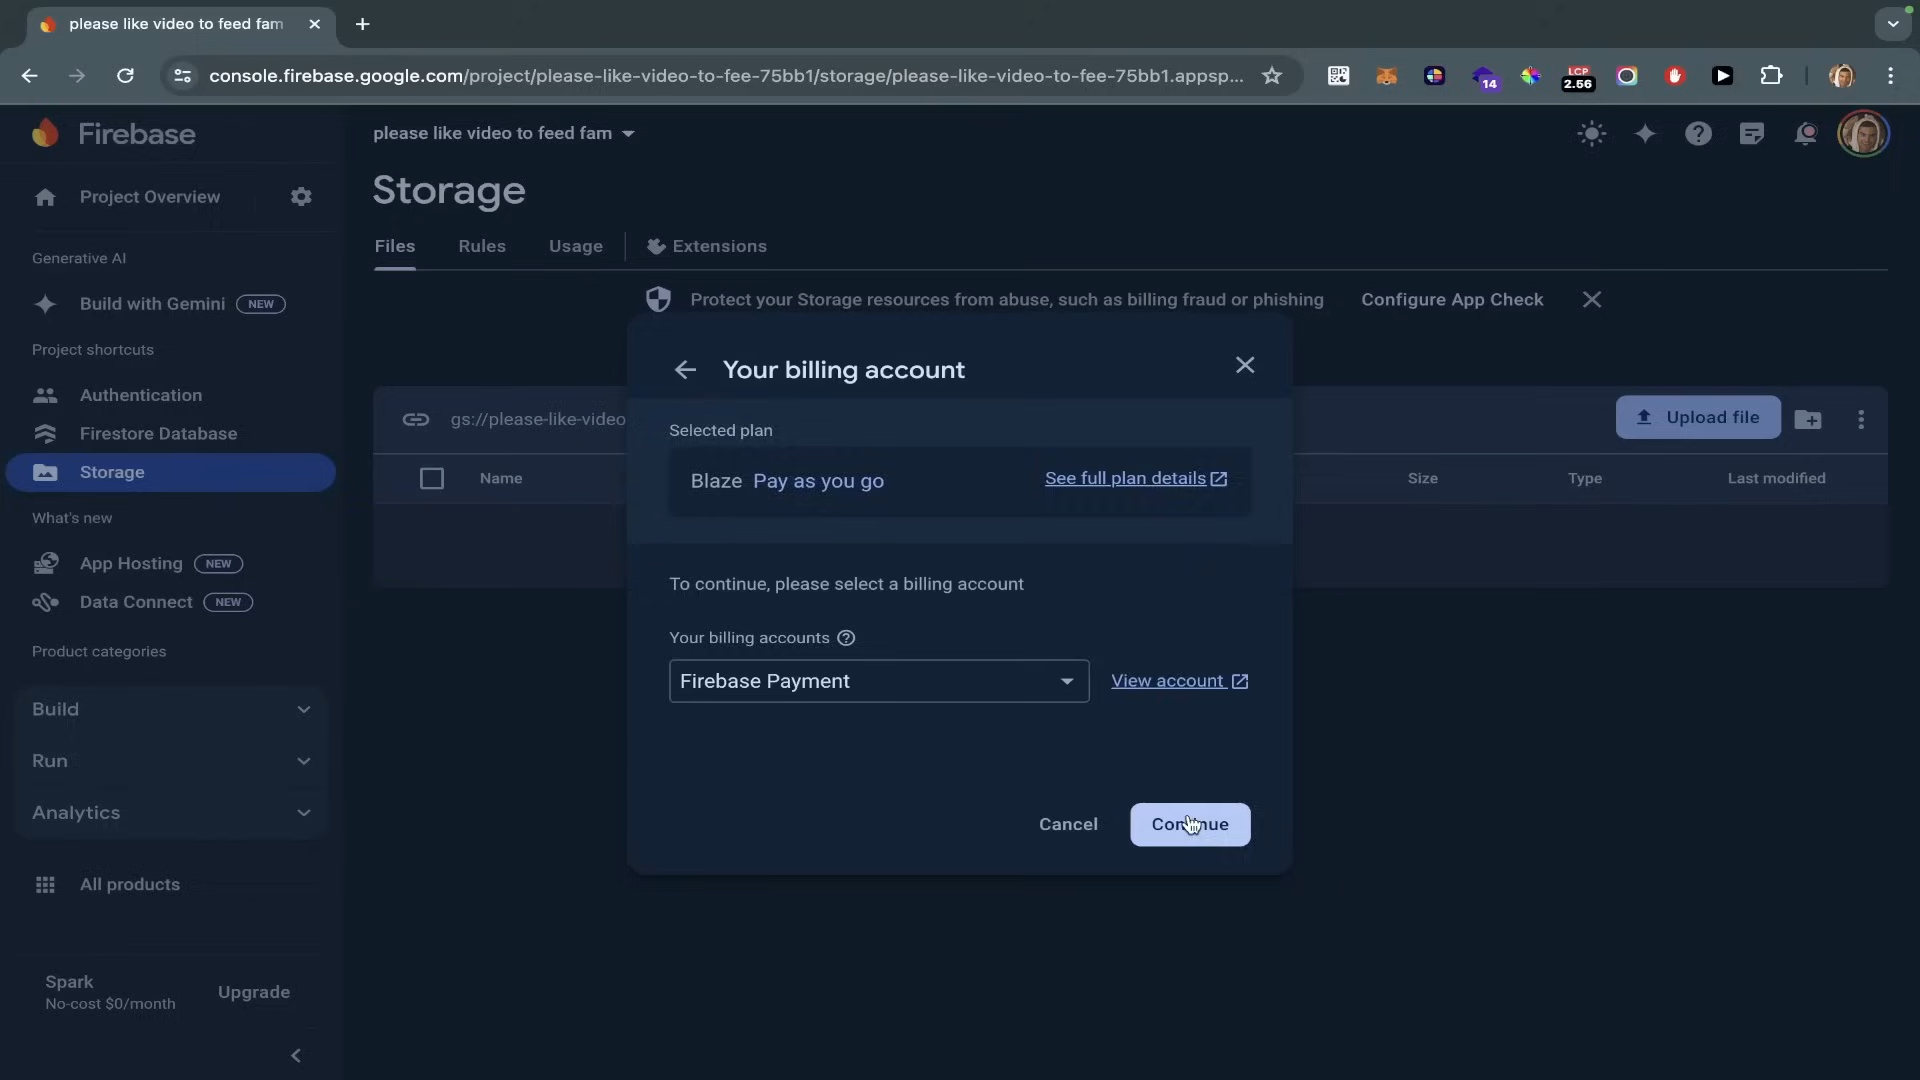 please like video to feed fam
console.firebase.google.com/project/please-like-video-to-fee-75bb1/storage/please-like-video-to-fee-75bb1.appsp...
14
LCP
2.56
Firebase
please like video to feed fam
Project Overview
Storage
Files
Rules
Usage
Extensions
Generative AI
Build with Gemini
NEW
Protect your Storage resources from abuse, such as billing fraud or phishing
Configure App Check
Project shortcuts
Authentication
Firestore Database
Storage
What's new
App Hosting
NEW
Data Connect
NEW
Product categories
Build
Run
Analytics
All products
Spark
No-cost $0/month
Upgrade
gs://please-like-video
Upload file
Name
Size
Type
Last modified
Your billing account
Selected plan
Blaze Pay as you go
See full plan details
To continue, please select a billing account
Your billing accounts
Firebase Payment
View account
Cancel
Continue